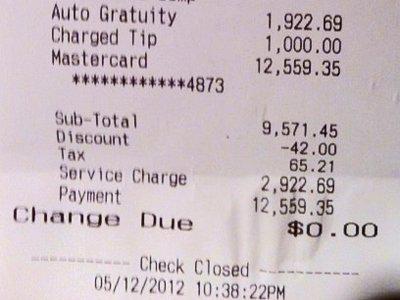 Auto Gratuity 1,922.69
Charged Tip 1,000.00
Mastercard 12,559.35
************4873
Sub-Total 9,571.45
Discount -42.00
Tax 65.21
Service Charge 2,922.69
Payment 12,559.35
Change Due $0.00
---------- Check Closed ----------
05/12/2012 10:38:22PM